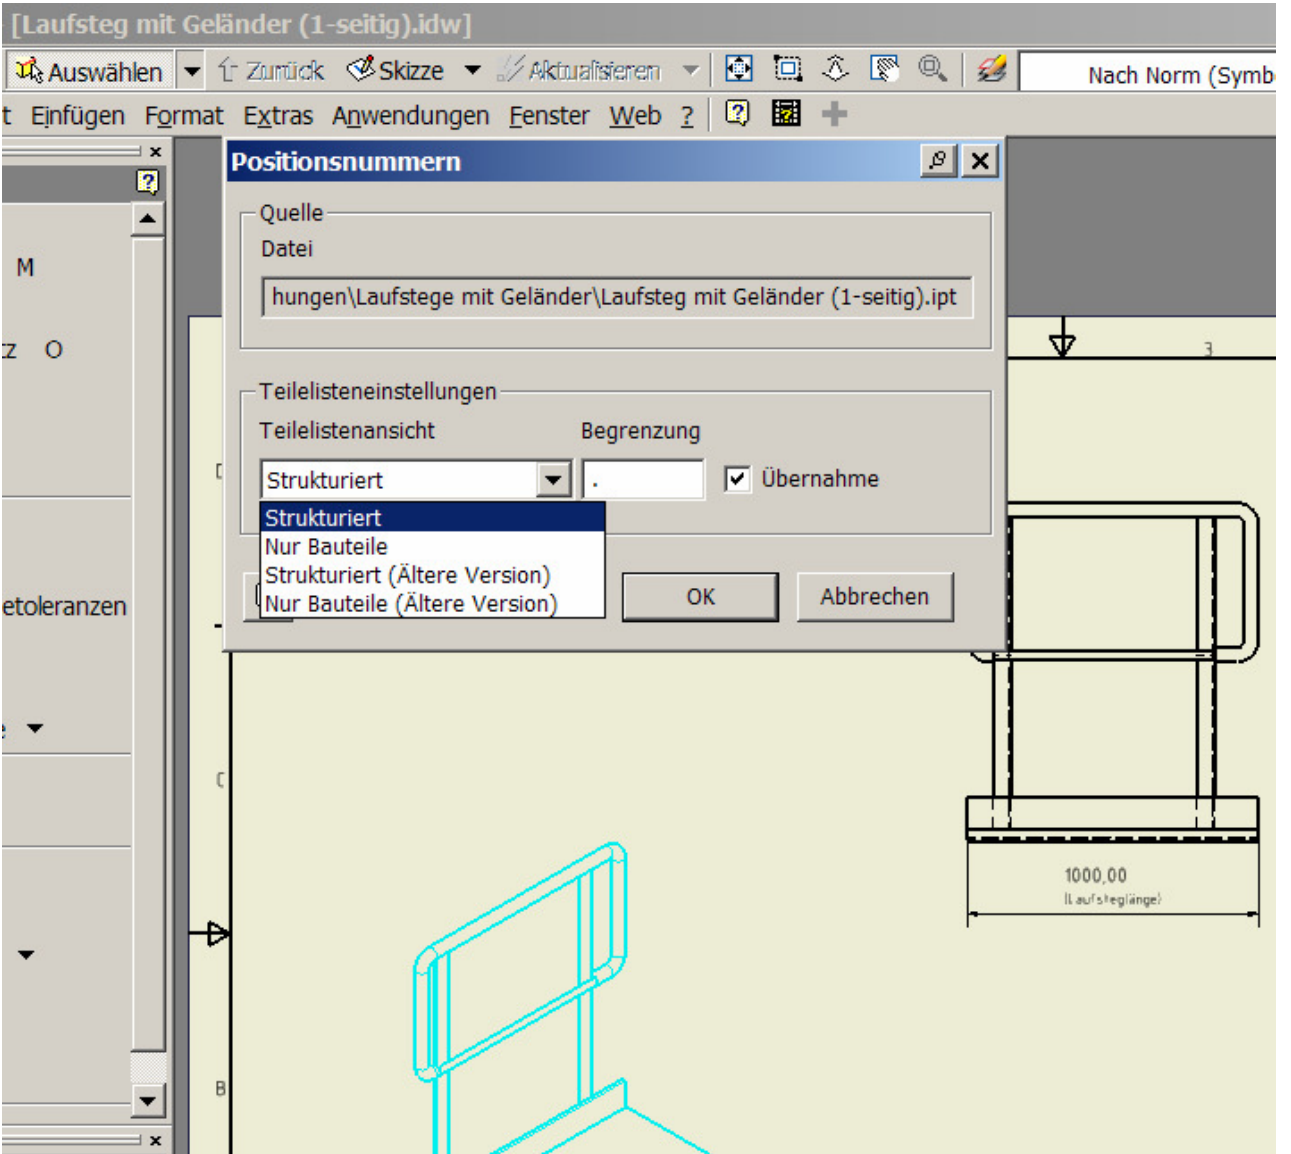 [Laufsteg mit Geländer (1-seitig).idw]
Auswählen Zurück Skizze Aktualisieren Nach Norm (Symb
t Einfügen Format Extras Anwendungen Fenster Web ?
Positionsnummern
Quelle
Datei
hungen\Laufstege mit Geländer\Laufsteg mit Geländer (1-seitig).ipt
M
tz O
3
Teilelisteneinstellungen
Teilelistenansicht Begrenzung
Strukturiert . Übernahme
Strukturiert
Nur Bauteile
Strukturiert (Ältere Version)
Nur Bauteile (Ältere Version)
OK Abbrechen
etoleranzen
C
1000,00
(Laufsteglänge)
B